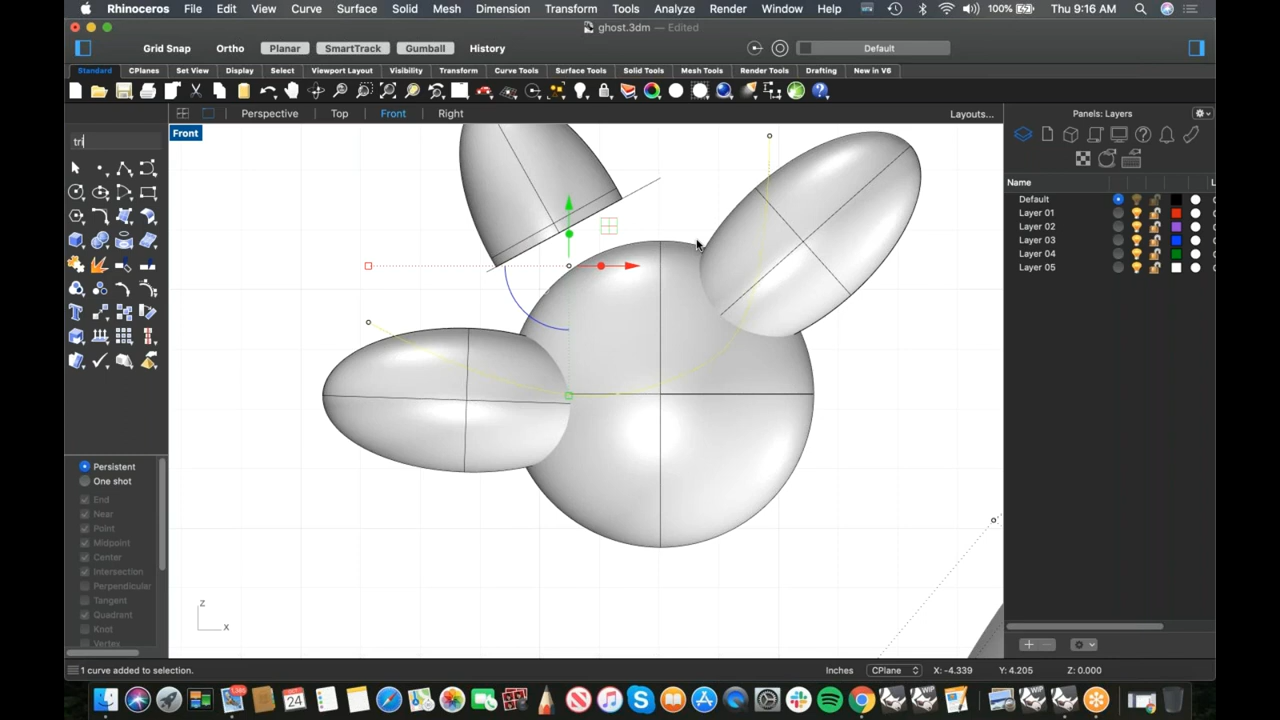 Rhinoceros File Edit View Curve Surface Solid Mesh Dimension Transform Tools Analyze Render Window Help 100% Thu 9:16 AM
ghost.3dm — Edited
Grid Snap Ortho Planar SmartTrack Gumball History Default
Standard CPlanes Set View Display Select Viewport Layout Visibility Transform Curve Tools Surface Tools Solid Tools Mesh Tools Render Tools Drafting New in V6
Perspective Top Front Right Layouts... Panels: Layers
Front
tri
Name L
Default
Layer 01
Layer 02
Layer 03
Layer 04
Layer 05
Persistent
One shot
End
Near
Point
Midpoint
Center
Intersection
Perpendicular
Tangent
Quadrant
Knot
Vertex
Z
X
1 curve added to selection. Inches CPlane X: -4.339 Y: 4.205 Z: 0.000